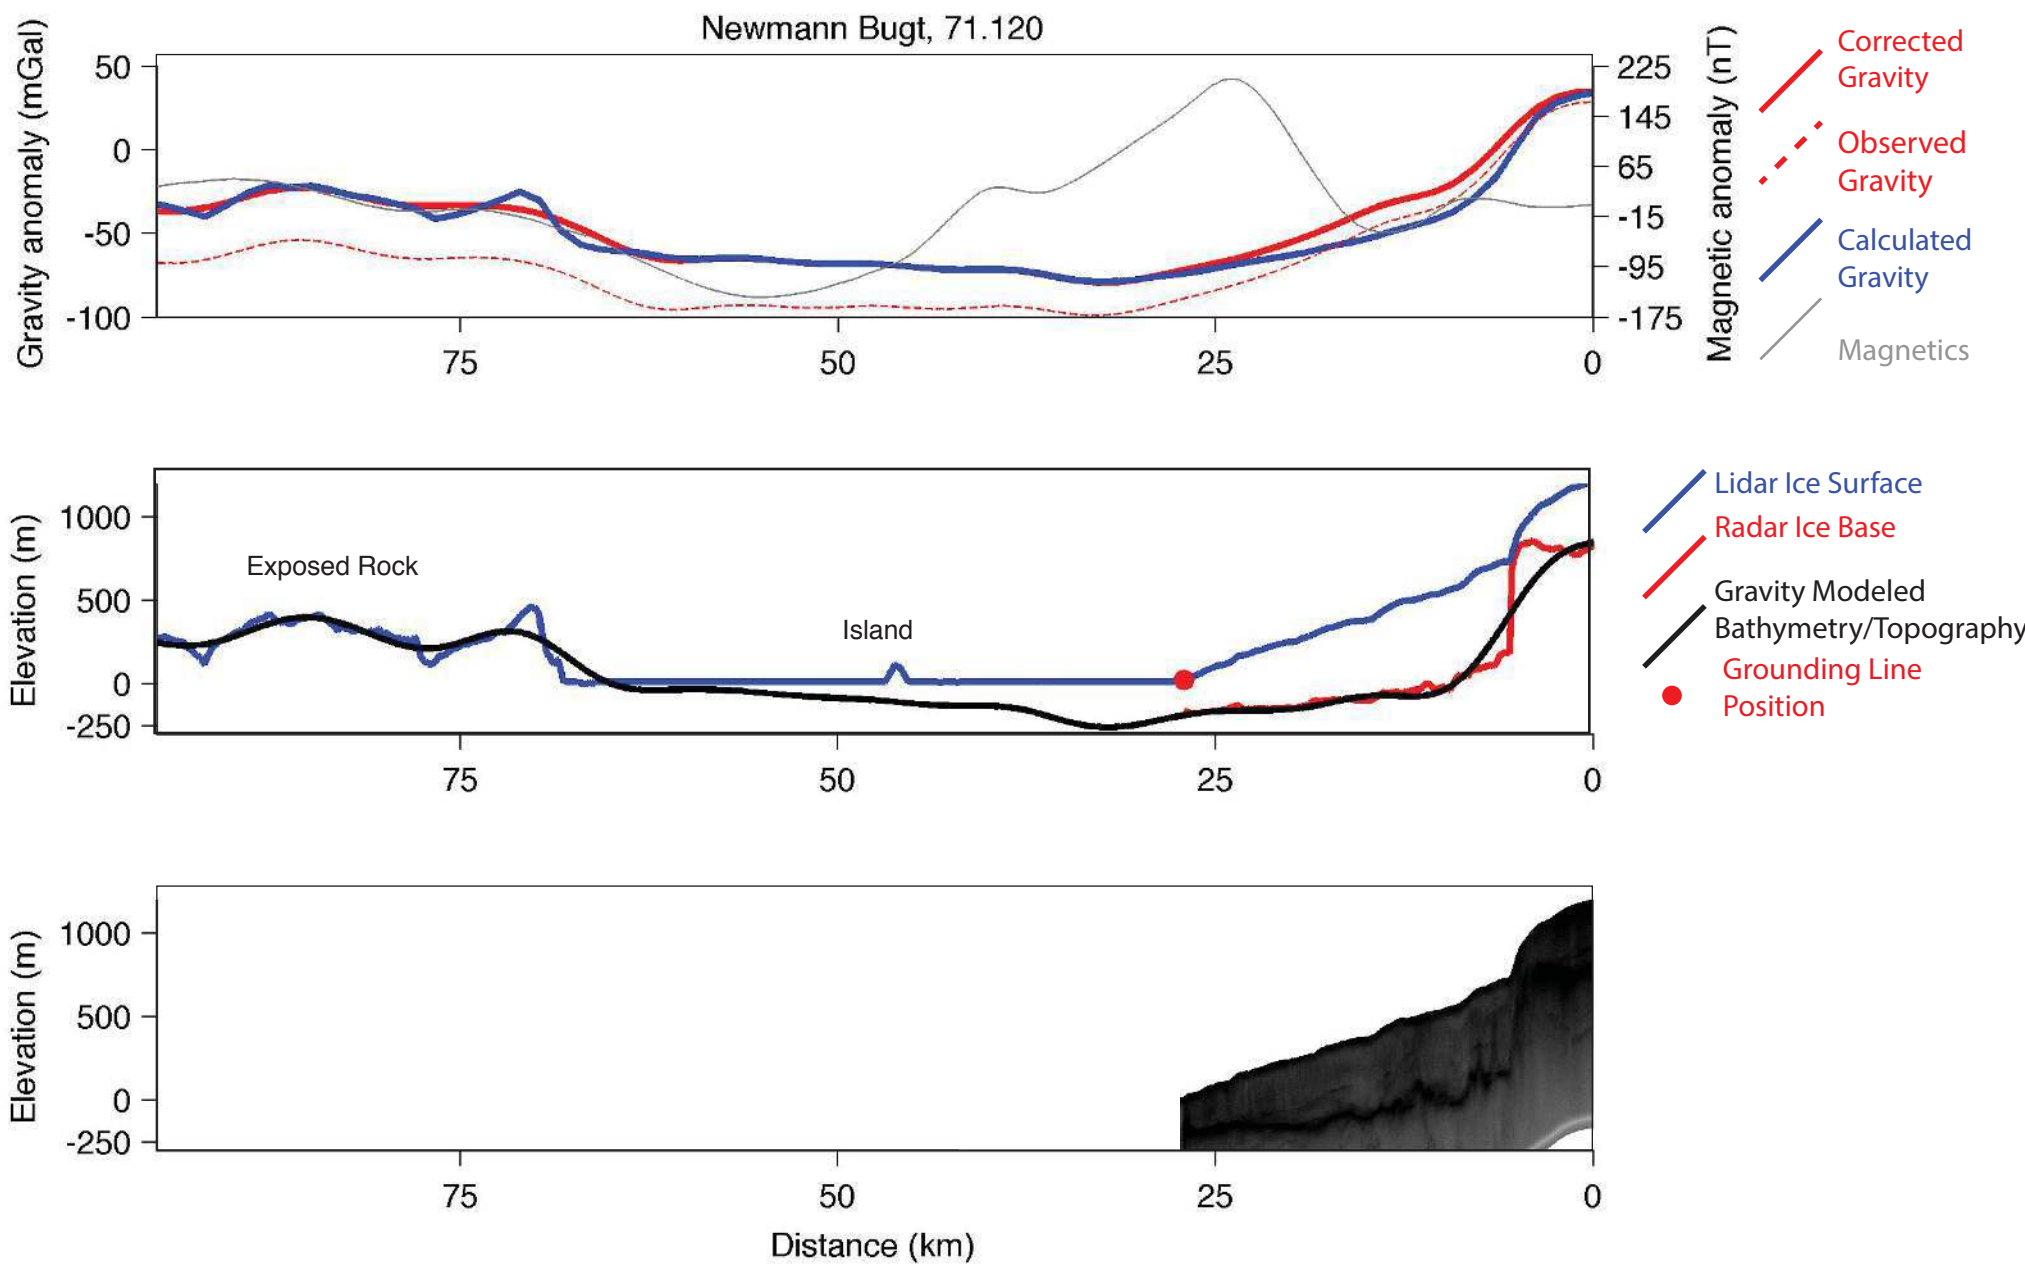 Newmann Bugt, 71.120
Gravity anomaly (mGal)
50
0
-50
-100
75
50
25
0
225
145
65
-15
-95
-175
Magnetic anomaly (nT)
Corrected
Gravity
Observed
Gravity
Calculated
Gravity
Magnetics
Elevation (m)
1000
500
0
-250
Exposed Rock
Island
75
50
25
0
Lidar Ice Surface
Radar Ice Base
Gravity Modeled
Bathymetry/Topography
Grounding Line
Position
Elevation (m)
1000
500
0
-250
75
50
25
0
Distance (km)